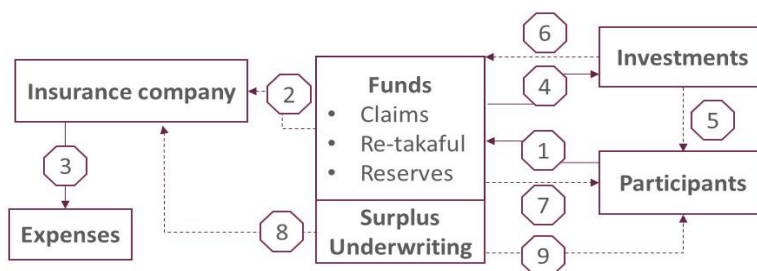 6
Investments
Funds
Insurance company
2
4
• Claims
5
• Re-takaful
1
3
• Reserves
Participants
7
Surplus
Expenses
8
Underwriting
9